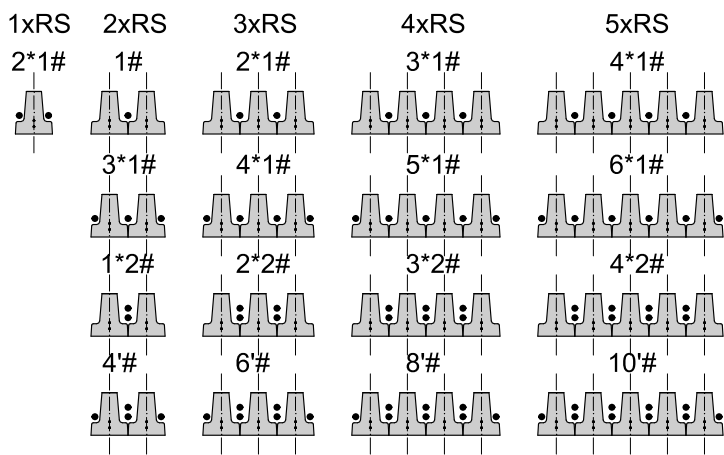 1xRS 2xRS 3xRS 4xRS 5xRS
2*1# 1# 2*1# 3*1# 4*1#
3*1# 4*1# 5*1# 6*1#
1*2# 2*2# 3*2# 4*2#
4'# 6'# 8'# 10'#